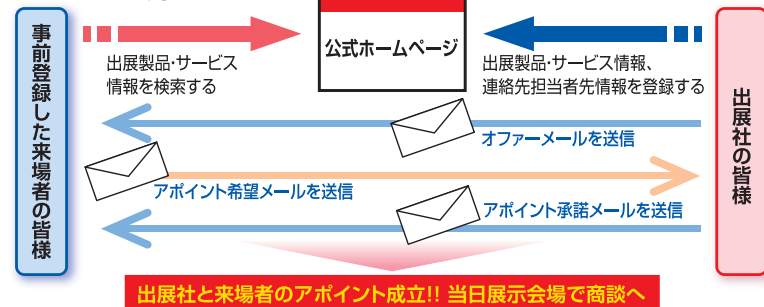 事前登録した来場者の皆様
公式ホームページ
出展製品・サービス
情報を検索する
出展製品・サービス情報、
連絡先担当者先情報を登録する
出展社の皆様
オファーメールを送信
アポイント希望メールを送信
アポイント承諾メールを送信
出展社と来場者のアポイント成立!! 当日展示会場で商談へ